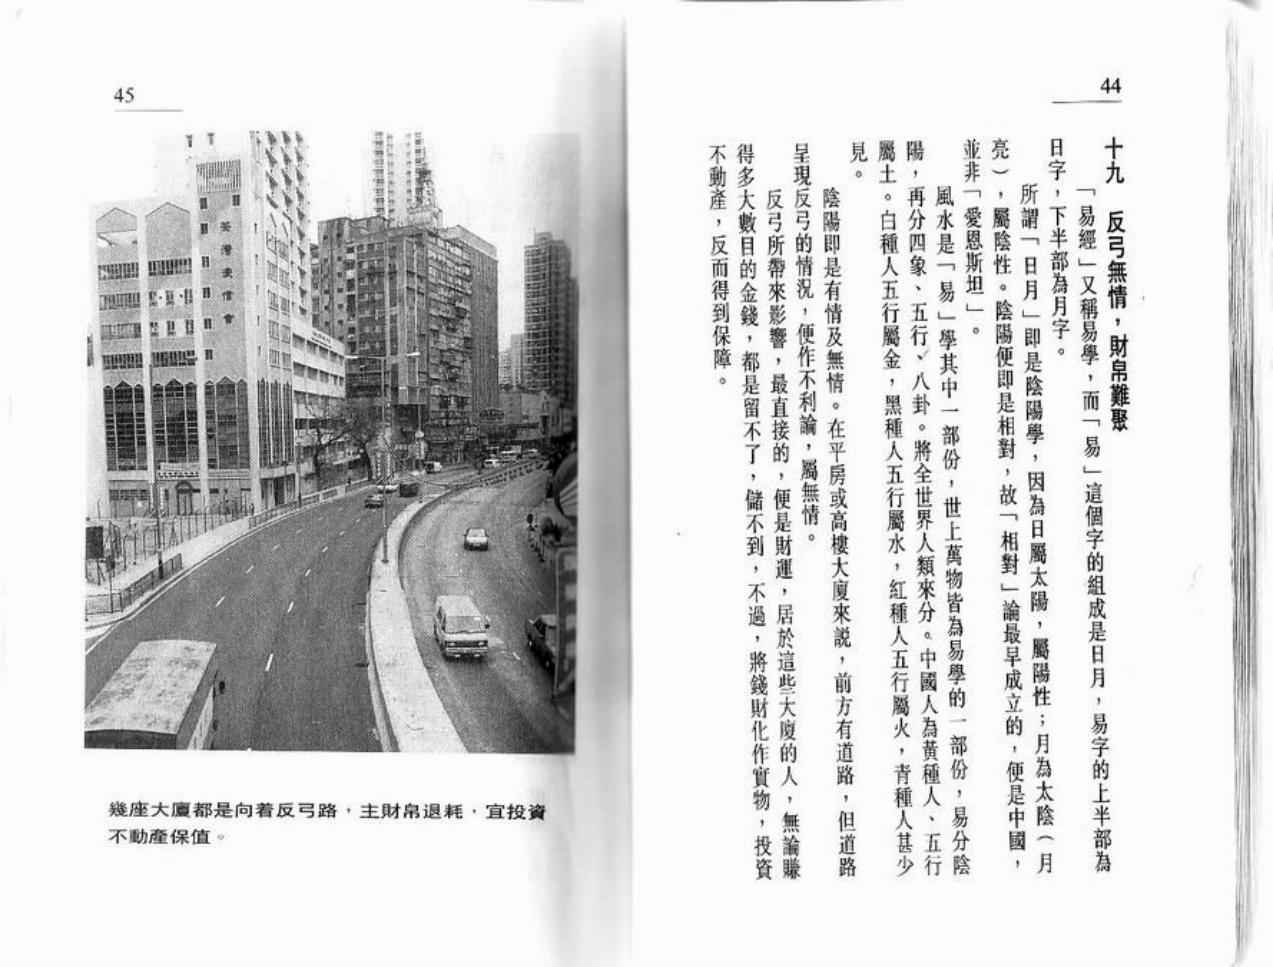 44
十九　反弓無情，財帛難聚
「易經」又稱易學，而「易」這個字的組成是日月，易字的上半部為
日字，下半部為月字。
所謂「日月」即是陰陽學，因為日屬太陽，屬陽性；月為太陰（月
亮），屬陰性。陰陽便即是相對，故「相對」論最早成立的，便是中國，
並非「愛恩斯坦」。
風水是「易」學其中一部份，世上萬物皆為易學的一部份，易分陰
陽，再分四象、五行、八卦。將全世界人類來分。中國人為黃種人、五行
屬土。白種人五行屬金，黑種人五行屬水，紅種人五行屬火，青種人甚少
見。
陰陽即是有情及無情。在平房或高樓大廈來説，前方有道路，但道路
呈現反弓的情況，便作不利論，屬無情。
反弓所帶來影響，最直接的，便是財運，居於這些大廈的人，無論賺
得多大數目的金錢，都是留不了，儲不到，不過，將錢財化作實物，投資
不動產，反而得到保障。
45
荃灣浸信會
幾座大廈都是向着反弓路，主財帛退耗，宜投資
不動產保值。